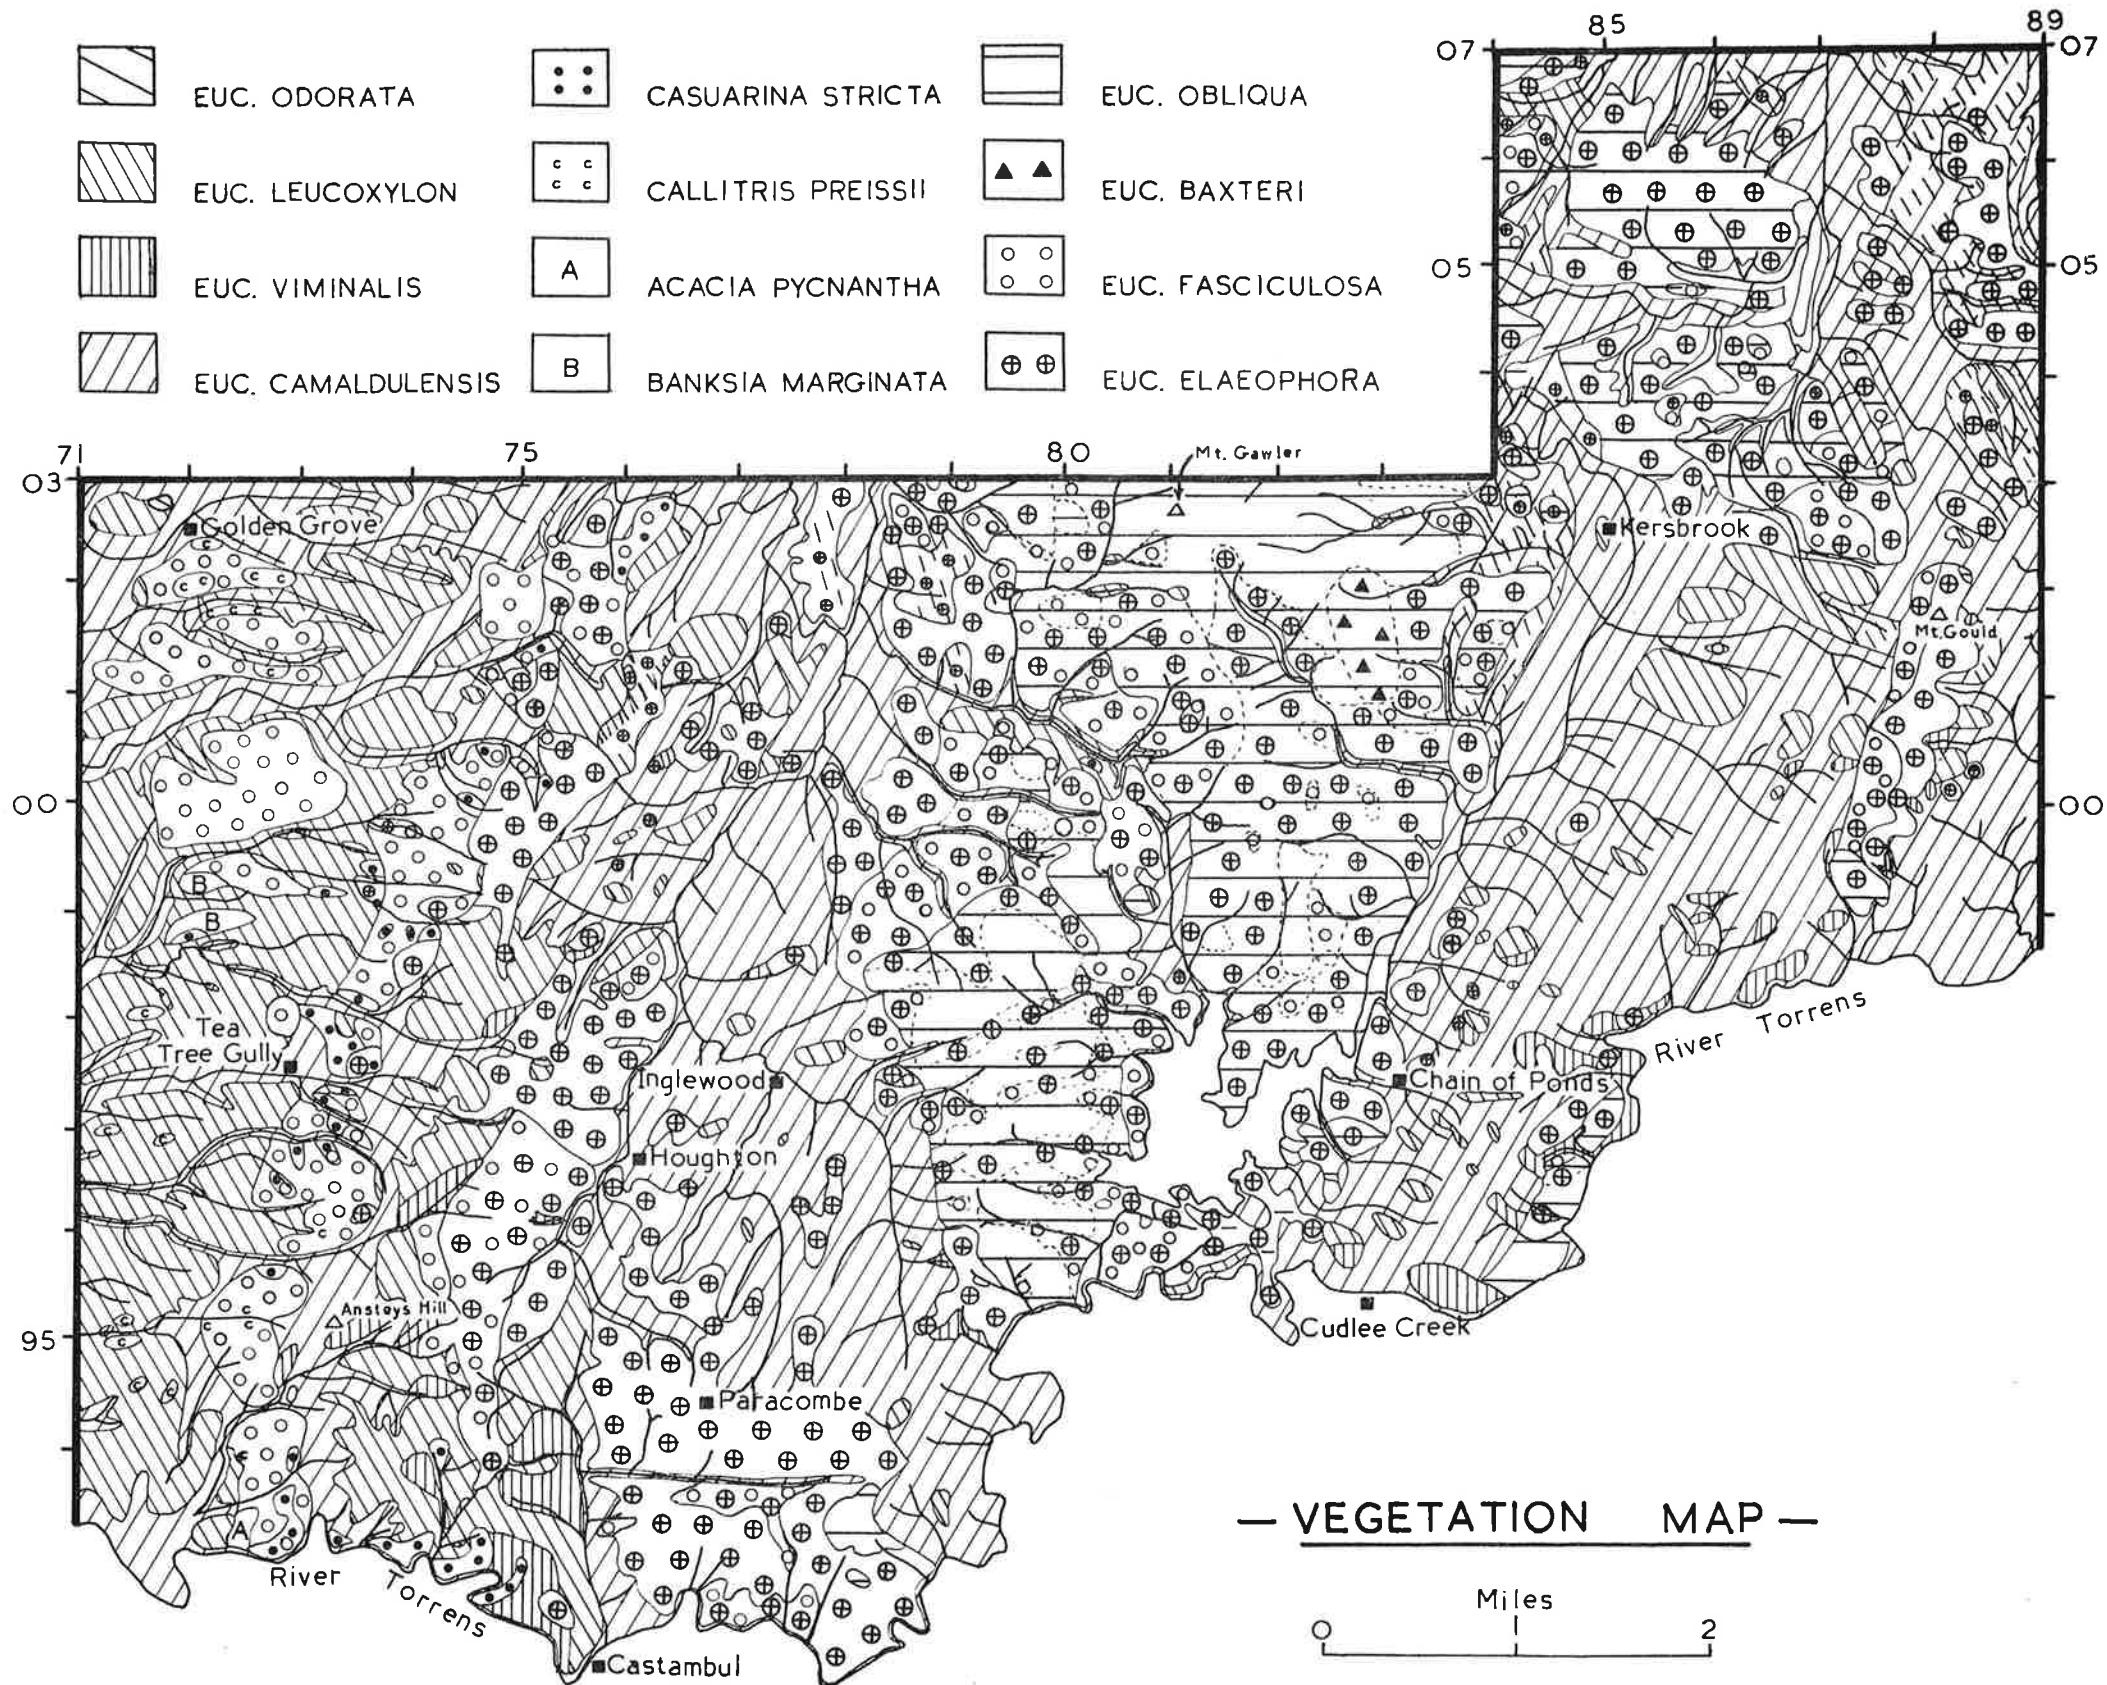 85 89
07 07
EUC. ODORATA CASUARINA STRICTA EUC. OBLIQUA
c c
c c
EUC. LEUCOXYLON CALLITRIS PREISSII EUC. BAXTERI
A
EUC. VIMINALIS ACACIA PYCNANTHA EUC. FASCICULOSA
05 05
B
EUC. CAMALDULENSIS BANKSIA MARGINATA EUC. ELAEOPHORA
71 75 80 Mt. Gawler
03
Golden Grove Kersbrook
Mt. Gould
00 00
B
B
Tea
Tree Gully
River Torrens
Inglewood Chain of Ponds
Houghton
Ansteys Hill
95
Cudlee Creek
Paracombe
A
River Torrens
Castambul
— VEGETATION MAP —
Miles
0 2